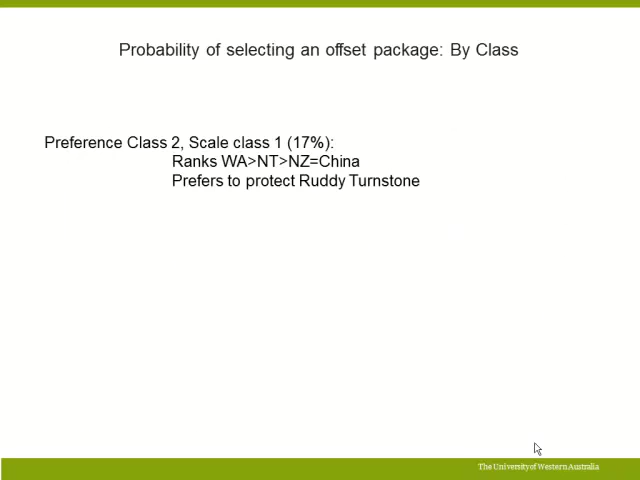 Probability of selecting an offset package: By Class
Preference Class 2, Scale class 1 (17%):
Ranks WA>NT>NZ=China
Prefers to protect Ruddy Turnstone
The University of Western Australia